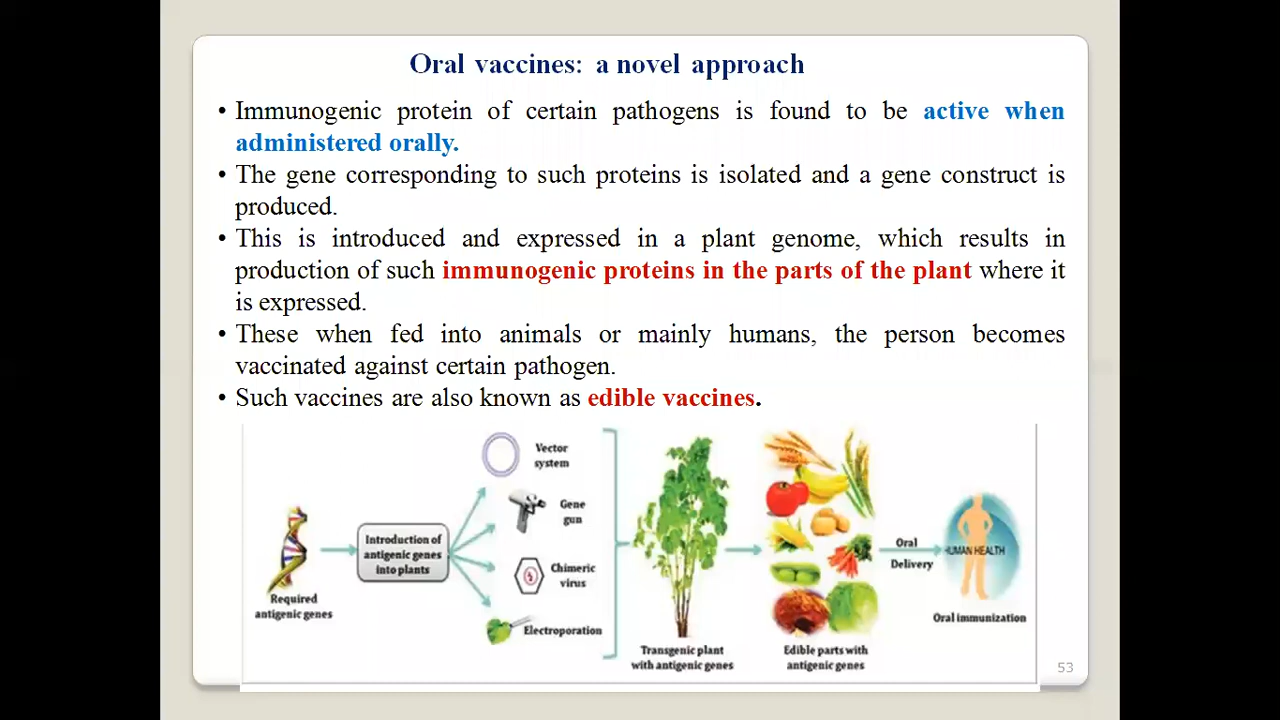 Oral vaccines: a novel approach
• Immunogenic protein of certain pathogens is found to be active when
administered orally.
• The gene corresponding to such proteins is isolated and a gene construct is
produced.
• This is introduced and expressed in a plant genome, which results in
production of such immunogenic proteins in the parts of the plant where it
is expressed.
• These when fed into animals or mainly humans, the person becomes
vaccinated against certain pathogen.
• Such vaccines are also known as edible vaccines.
Required
antigenic genes
Introduction of
antigenic genes
into plants
Vector
system
Gene
gun
Chimeric
virus
Electroporation
Transgenic plant
with antigenic genes
Edible parts with
antigenic genes
Oral
Delivery
HUMAN HEALTH
Oral immunization
53